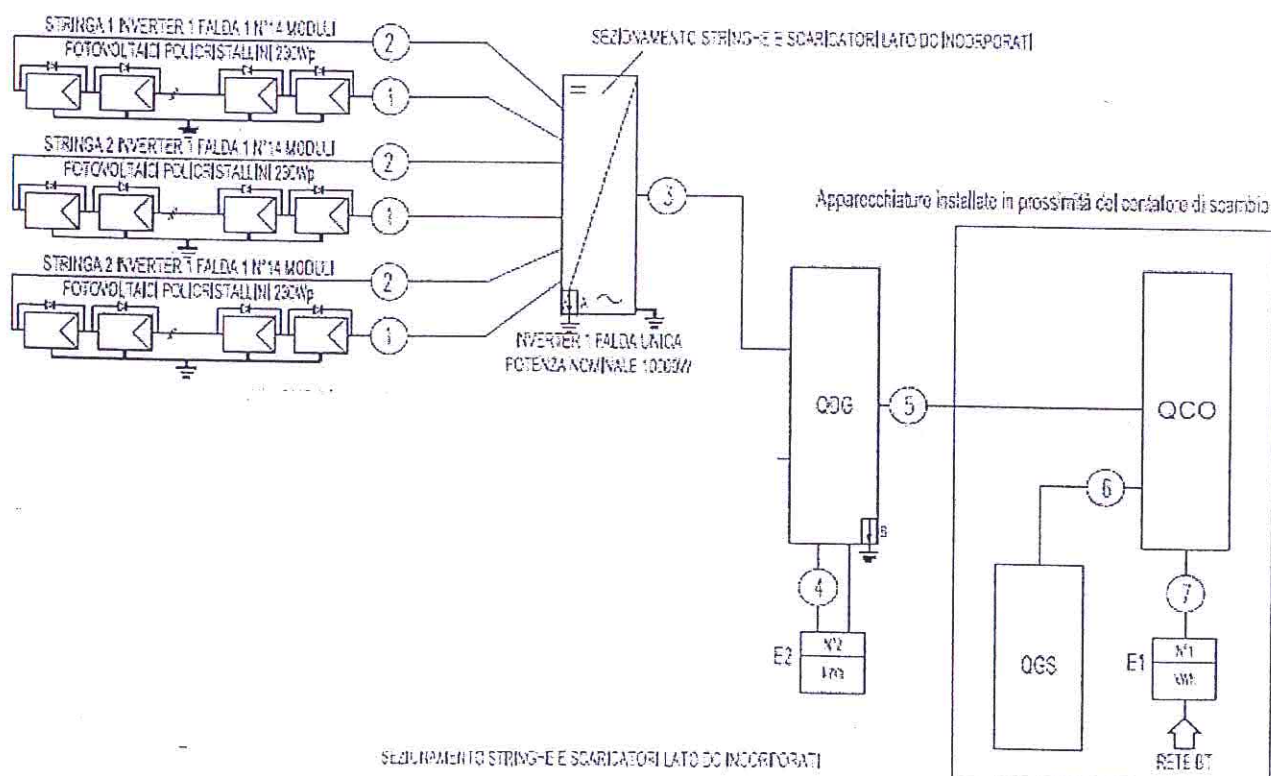 STRINGA 1 INVERTER 1 FALDA 1 N°14 MODULI
FOTOVOLTAICI POLICRISTALLINI 230Wp
2
1
SEZIONAMENTO STRINGHE E SCARICATORI LATO DC INCORPORATI
STRINGA 2 INVERTER 1 FALDA 1 N°14 MODULI
FOTOVOLTAICI POLICRISTALLINI 230Wp
2
1
3
STRINGA 2 INVERTER 1 FALDA 1 N°14 MODULI
FOTOVOLTAICI POLICRISTALLINI 230Wp
2
1
A
INVERTER 1 FALDA UNICA
POTENZA NOMINALE 10000W
Apparecchiature installate in prossimità del contatore di scambio
QDG
5
QCO
6
B
4
7
E2
N°2
kWh
QGS
E1
N°1
kWh
RETE BT
SEZIONAMENTO STRINGHE E SCARICATORI LATO DC INCORPORATI